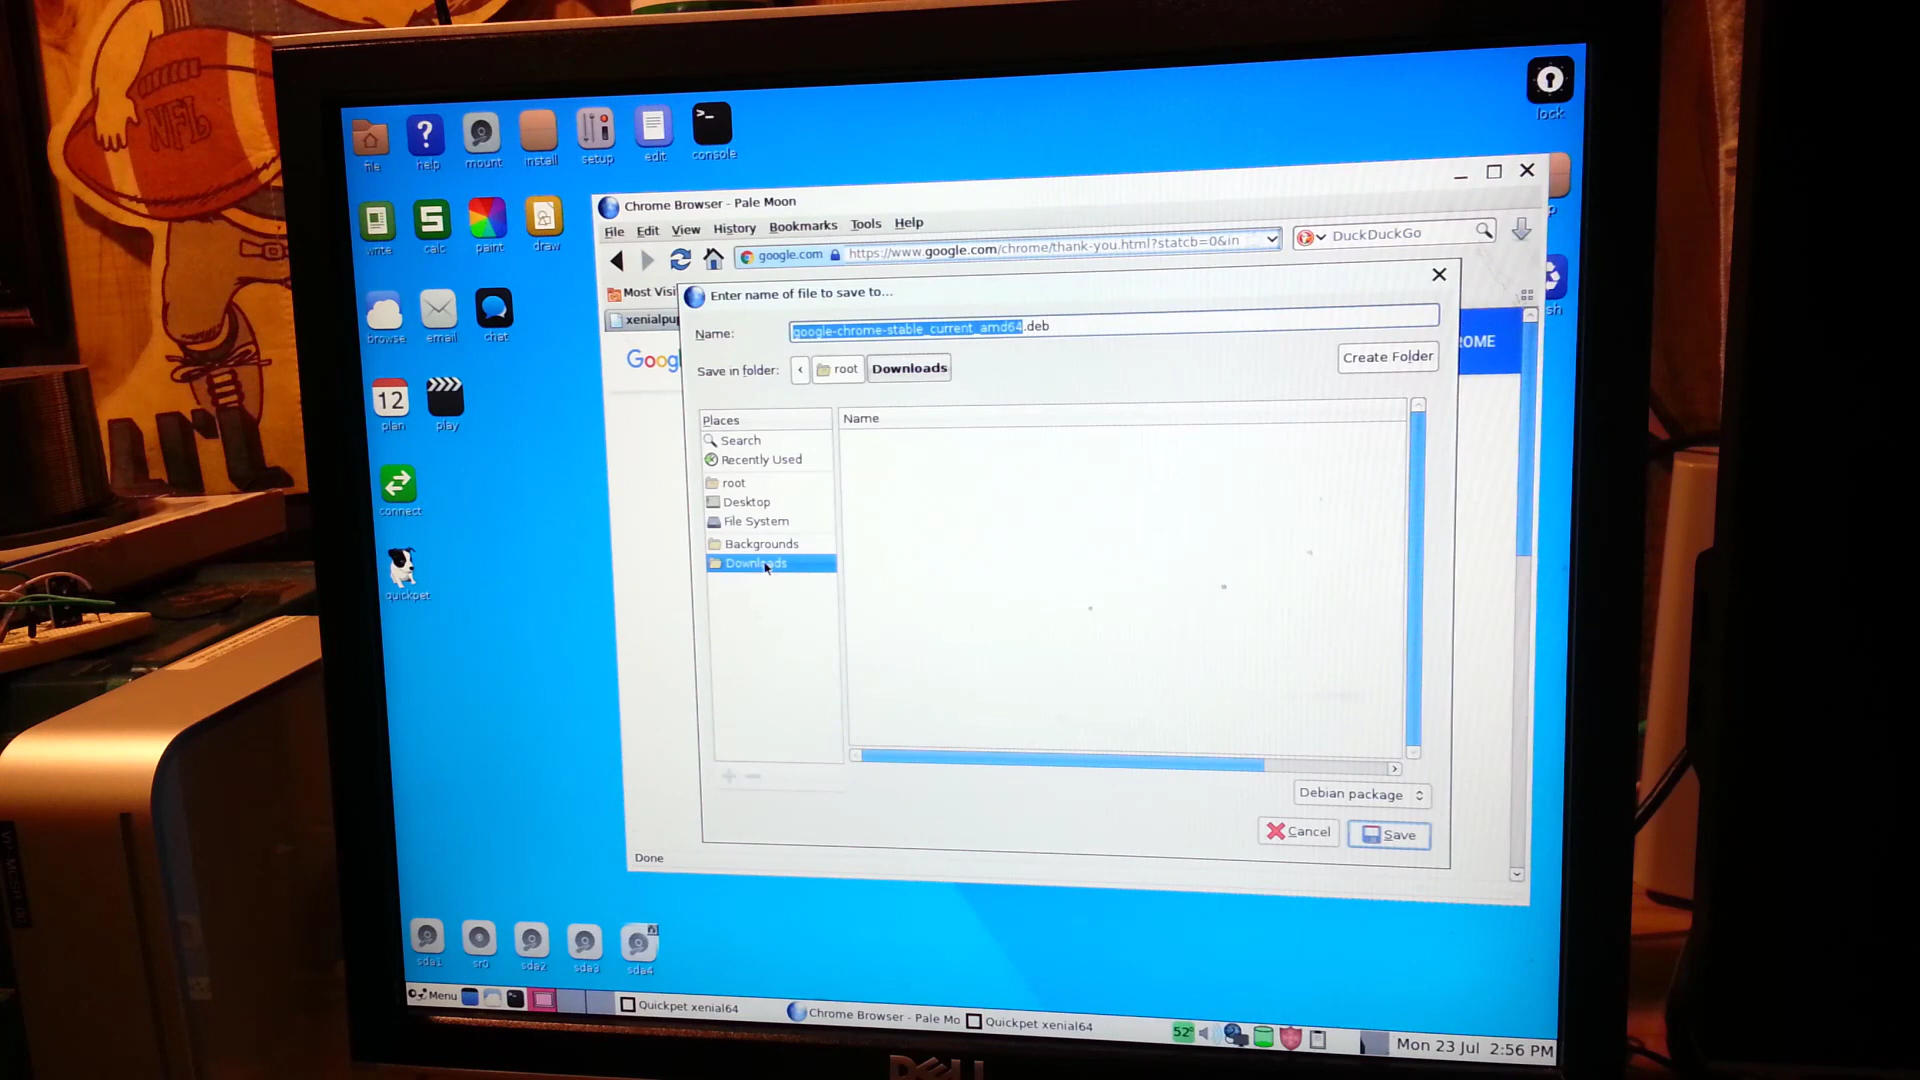 NFL
file
help
mount
install
setup
edit
>_
console
lock
write
calc
paint
draw
browse
email
chat
12
plan
play
connect
quickpet
Chrome Browser - Pale Moon
File Edit View History Bookmarks Tools Help
google.com https://www.google.com/chrome/thank-you.html?statcb=0&in
DuckDuckGo
Most Visi
xenialpup
Goog
OME
sh
Enter name of file to save to...
Name: google-chrome-stable_current_amd64.deb
Save in folder: < root Downloads
Create Folder
Places
Name
Search
Recently Used
root
Desktop
File System
Backgrounds
Downloads
Debian package
Cancel
Save
Done
sda1
sr0
sda2
sda3
sda4
Menu
Quickpet xenial64
Chrome Browser - Pale Mo
Quickpet xenial64
52°
Mon 23 Jul 2:56 PM
DELL